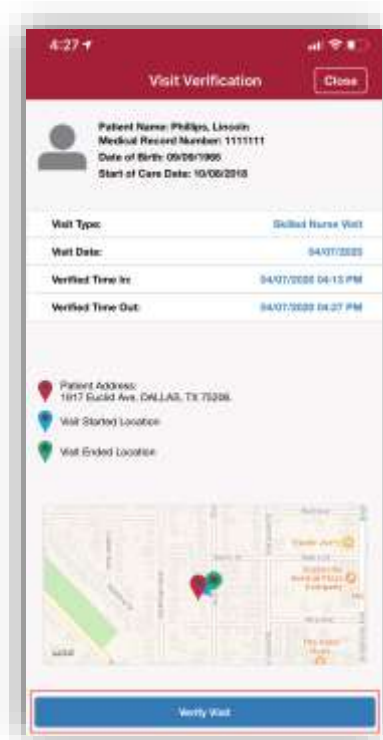 4:27
Visit Verification
Close
Patient Name: Phillips, Lincoln
Medical Record Number: 1111111
Date of Birth: 09/09/1966
Start of Care Date: 10/08/2018
Visit Type:
Skilled Nurse Visit
Visit Date:
04/07/2020
Verified Time In:
04/07/2020 04:13 PM
Verified Time Out:
04/07/2020 04:27 PM
Patient Address:
1917 Euclid Ave, DALLAS, TX 75206
Visit Started Location
Visit Ended Location
Verify Visit